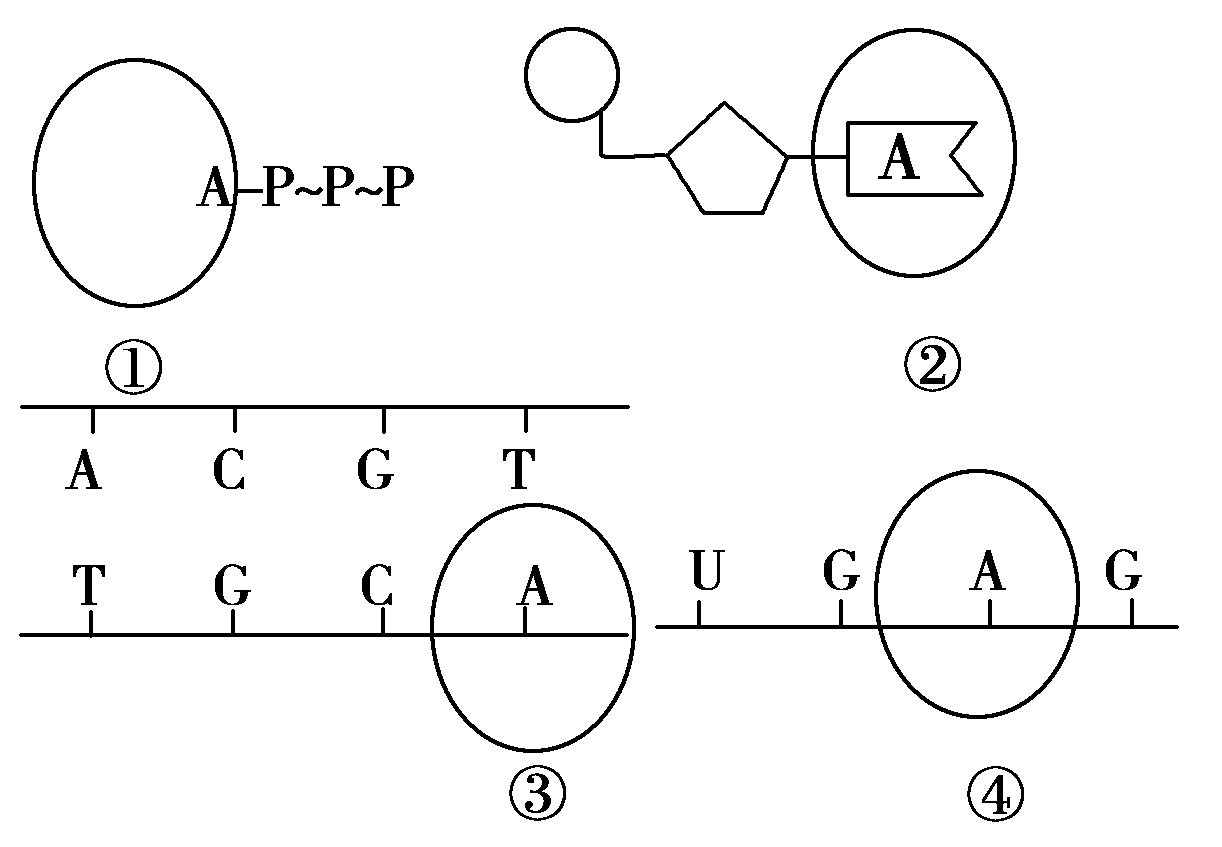 A–P~P~P
A
①
②
A C G T
T G C A
U G A G
③
④